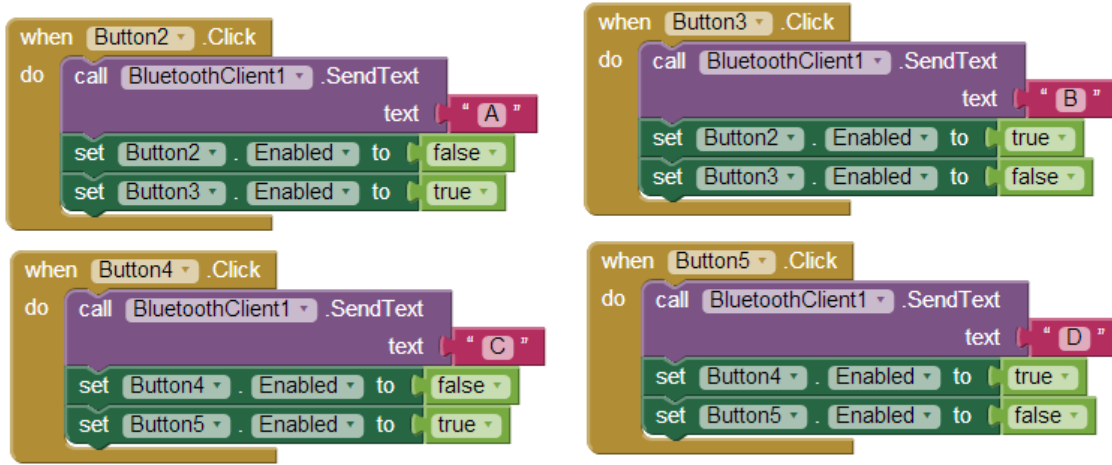 when Button2 .Click
do call BluetoothClient1 .SendText
text " A "
set Button2 . Enabled to false
set Button3 . Enabled to true
when Button3 .Click
do call BluetoothClient1 .SendText
text " B "
set Button2 . Enabled to true
set Button3 . Enabled to false
when Button4 .Click
do call BluetoothClient1 .SendText
text " C "
set Button4 . Enabled to false
set Button5 . Enabled to true
when Button5 .Click
do call BluetoothClient1 .SendText
text " D "
set Button4 . Enabled to true
set Button5 . Enabled to false